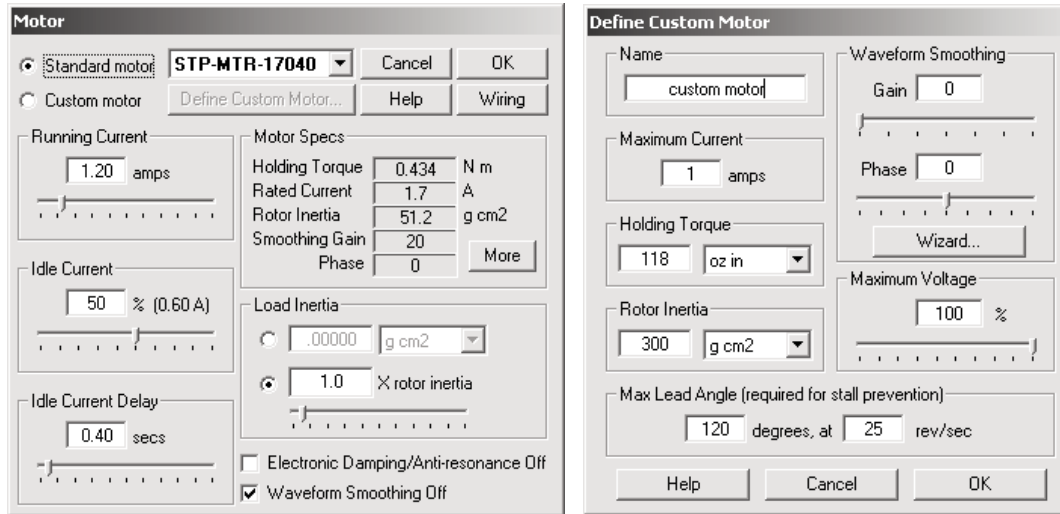 Motor
Standard motor STP-MTR-17040 Cancel OK
Custom motor Define Custom Motor... Help Wiring
Running Current
1.20 amps
Idle Current
50 % (0.60 A)
Idle Current Delay
0.40 secs
Motor Specs
Holding Torque 0.434 N m
Rated Current 1.7 A
Rotor Inertia 51.2 g cm2
Smoothing Gain 20
Phase 0
More
Load Inertia
.00000 g cm2
1.0 X rotor inertia
Electronic Damping/Anti-resonance Off
Waveform Smoothing Off
Define Custom Motor
Name
custom motor
Maximum Current
1 amps
Holding Torque
118 oz in
Rotor Inertia
300 g cm2
Waveform Smoothing
Gain 0
Phase 0
Wizard...
Maximum Voltage
100 %
Max Lead Angle (required for stall prevention)
120 degrees, at 25 rev/sec
Help Cancel OK